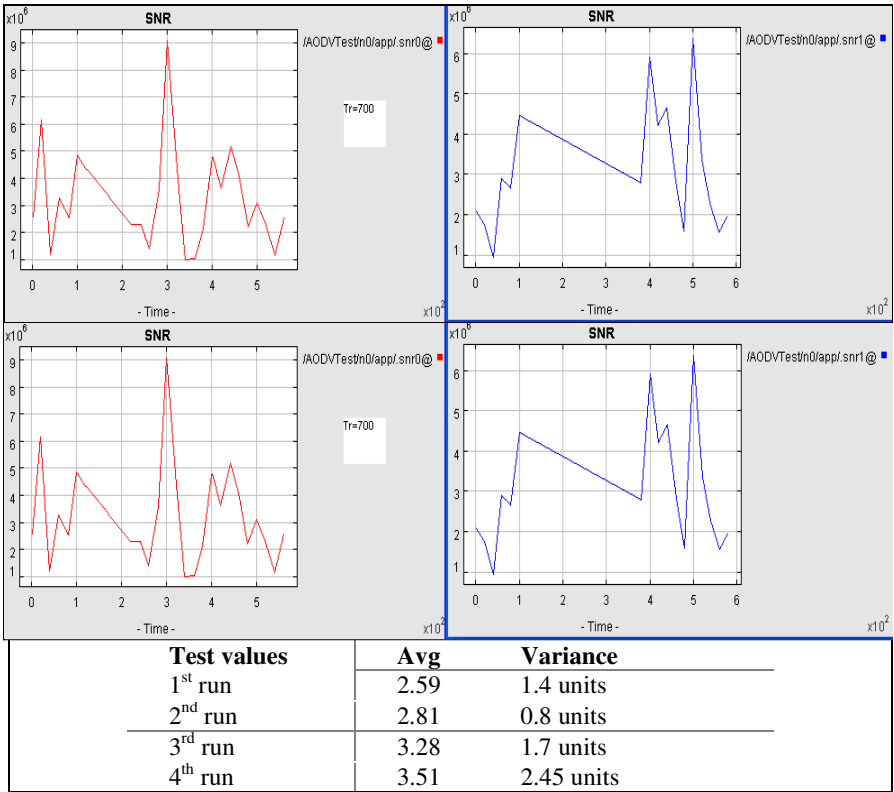 x10^6 SNR
/AODVTest/n0/app/.snr0@
9
8
7
6
5
4
3
2
1
Tr=700
0 1 2 3 4 5
- Time -
x10^2
x10^6 SNR
/AODVTest/n0/app/.snr1@
6
5
4
3
2
1
0 1 2 3 4 5 6
- Time -
x10^2
x10^6 SNR
/AODVTest/n0/app/.snr0@
9
8
7
6
5
4
3
2
1
Tr=700
0 1 2 3 4 5
- Time -
x10^2
x10^6 SNR
/AODVTest/n0/app/.snr1@
6
5
4
3
2
1
0 1 2 3 4 5 6
- Time -
x10^2
Test values Avg Variance
1st run 2.59 1.4 units
2nd run 2.81 0.8 units
3rd run 3.28 1.7 units
4th run 3.51 2.45 units